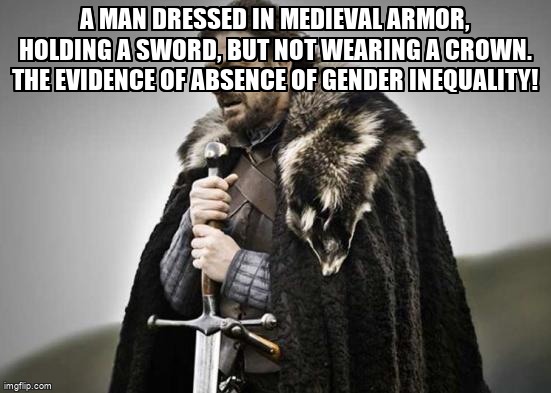 A MAN DRESSED IN MEDIEVAL ARMOR,
HOLDING A SWORD, BUT NOT WEARING A CROWN.
THE EVIDENCE OF ABSENCE OF GENDER INEQUALITY!
imgflip.com